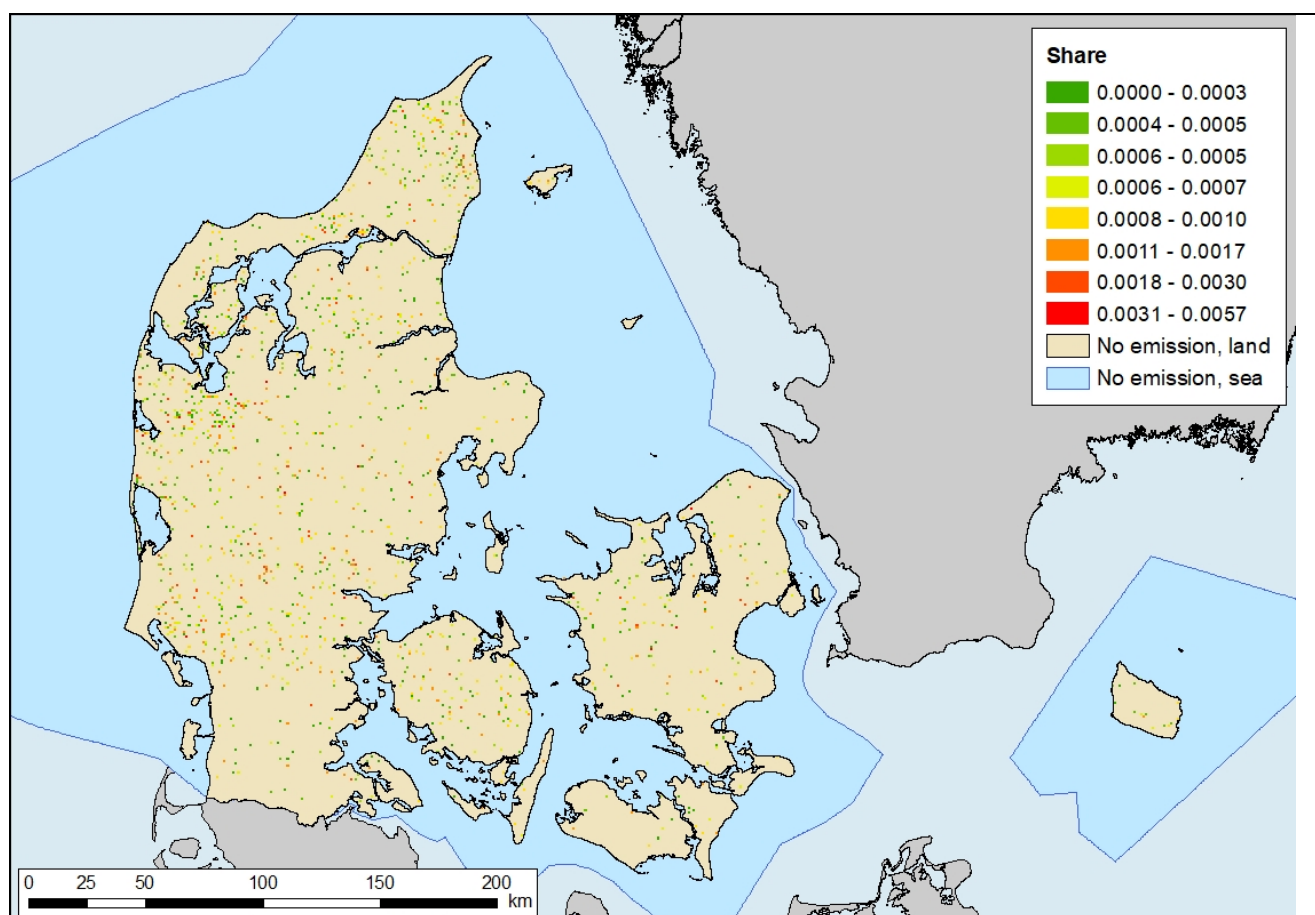 Share
0.0000 - 0.0003
0.0004 - 0.0005
0.0006 - 0.0005
0.0006 - 0.0007
0.0008 - 0.0010
0.0011 - 0.0017
0.0018 - 0.0030
0.0031 - 0.0057
No emission, land
No emission, sea
0 25 50 100 150 200
km